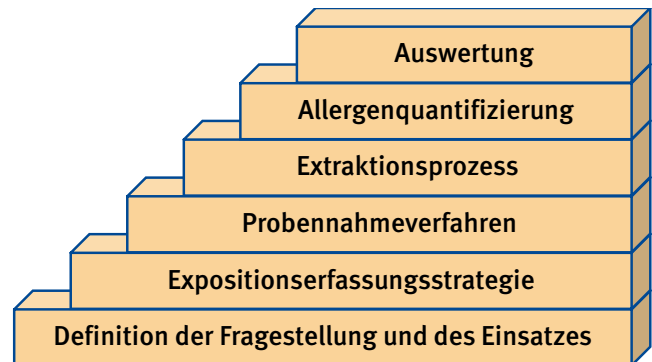 Auswertung
Allergenquantifizierung
Extraktionsprozess
Probennahmeverfahren
Expositionserfassungsstrategie
Definition der Fragestellung und des Einsatzes